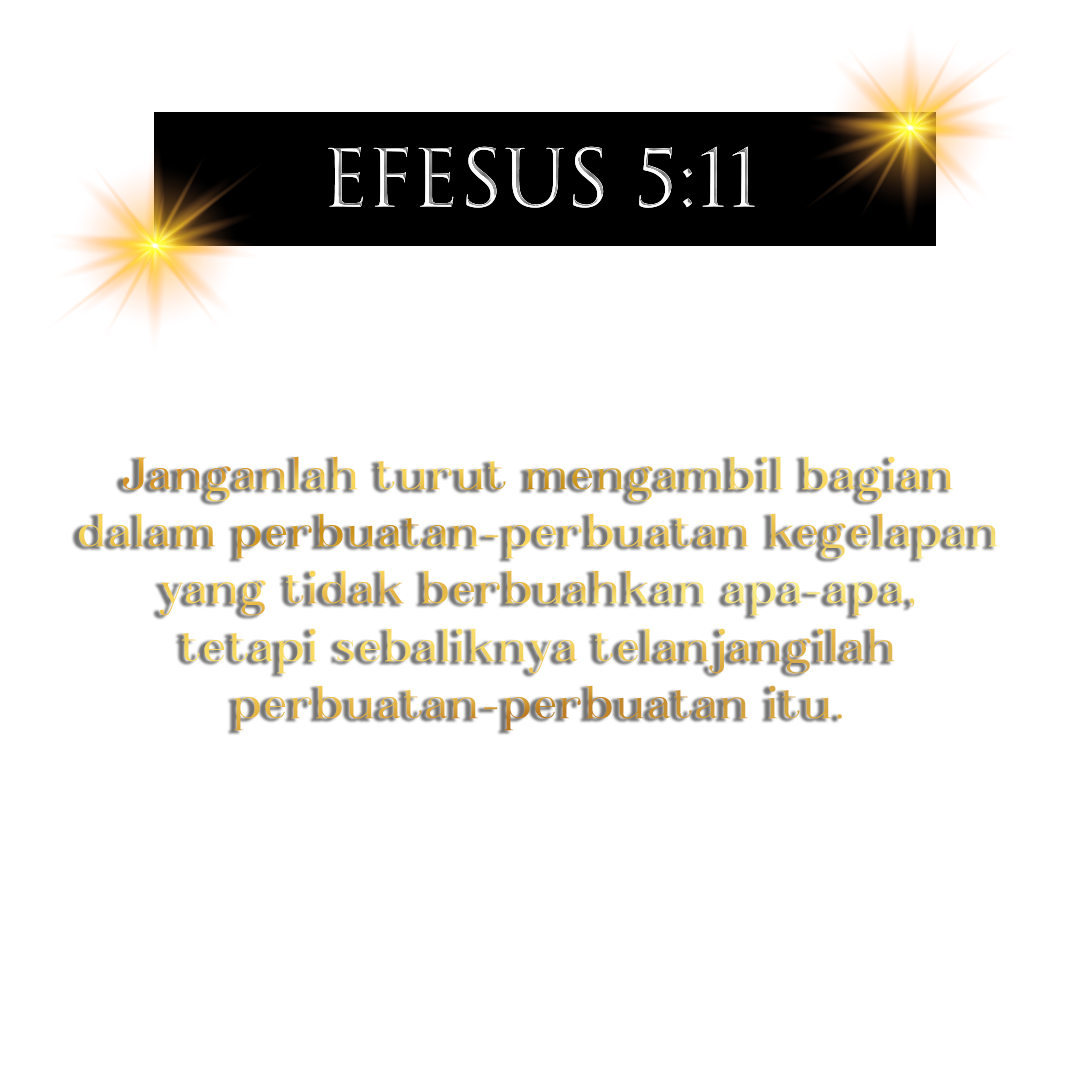 EFESUS 5:11
Janganlah turut mengambil bagian
dalam perbuatan-perbuatan kegelapan
yang tidak berbuahkan apa-apa,
tetapi sebaliknya telanjangilah
perbuatan-perbuatan itu.